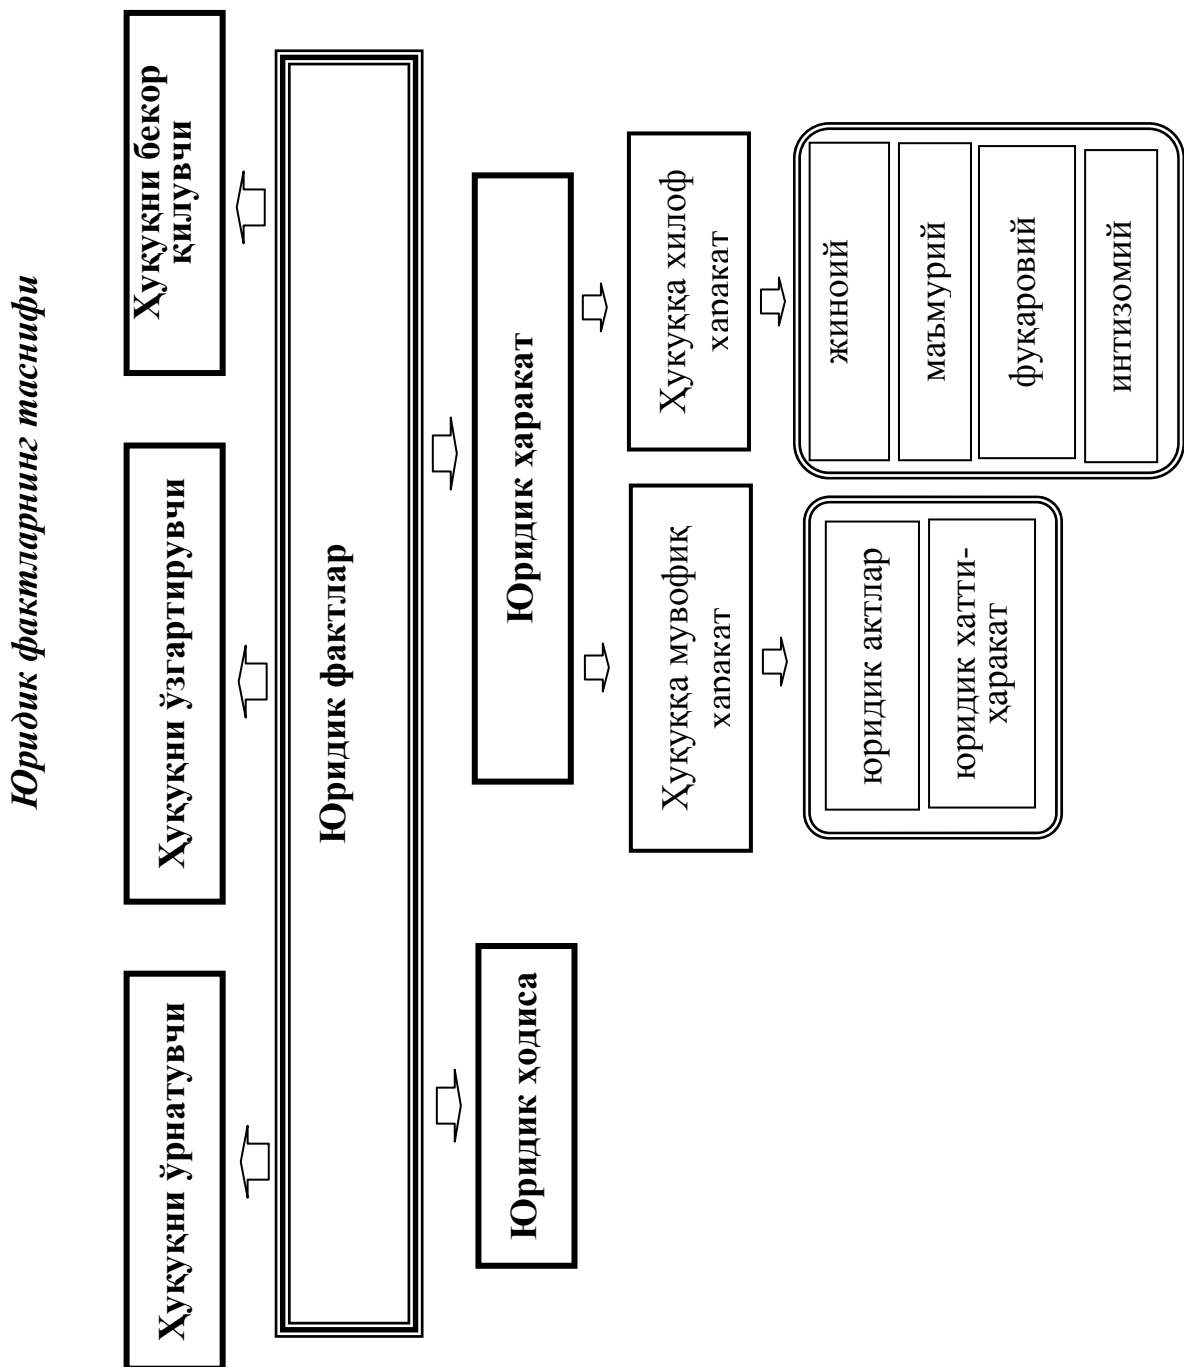 Юридик фактларнинг таснифи
Ҳуқуқни ўрнатувчи
Ҳуқуқни ўзгартирувчи
Ҳуқуқни бекор
қилувчи
Юридик фактлар
Юридик ҳодиса
Юридик ҳаракат
Ҳуқуққа мувофиқ
ҳаракат
Ҳуқуққа хилоф
ҳаракат
юридик актлар
юридик хатти-
ҳаракат
жиноий
маъмурий
фуқаровий
интизомий